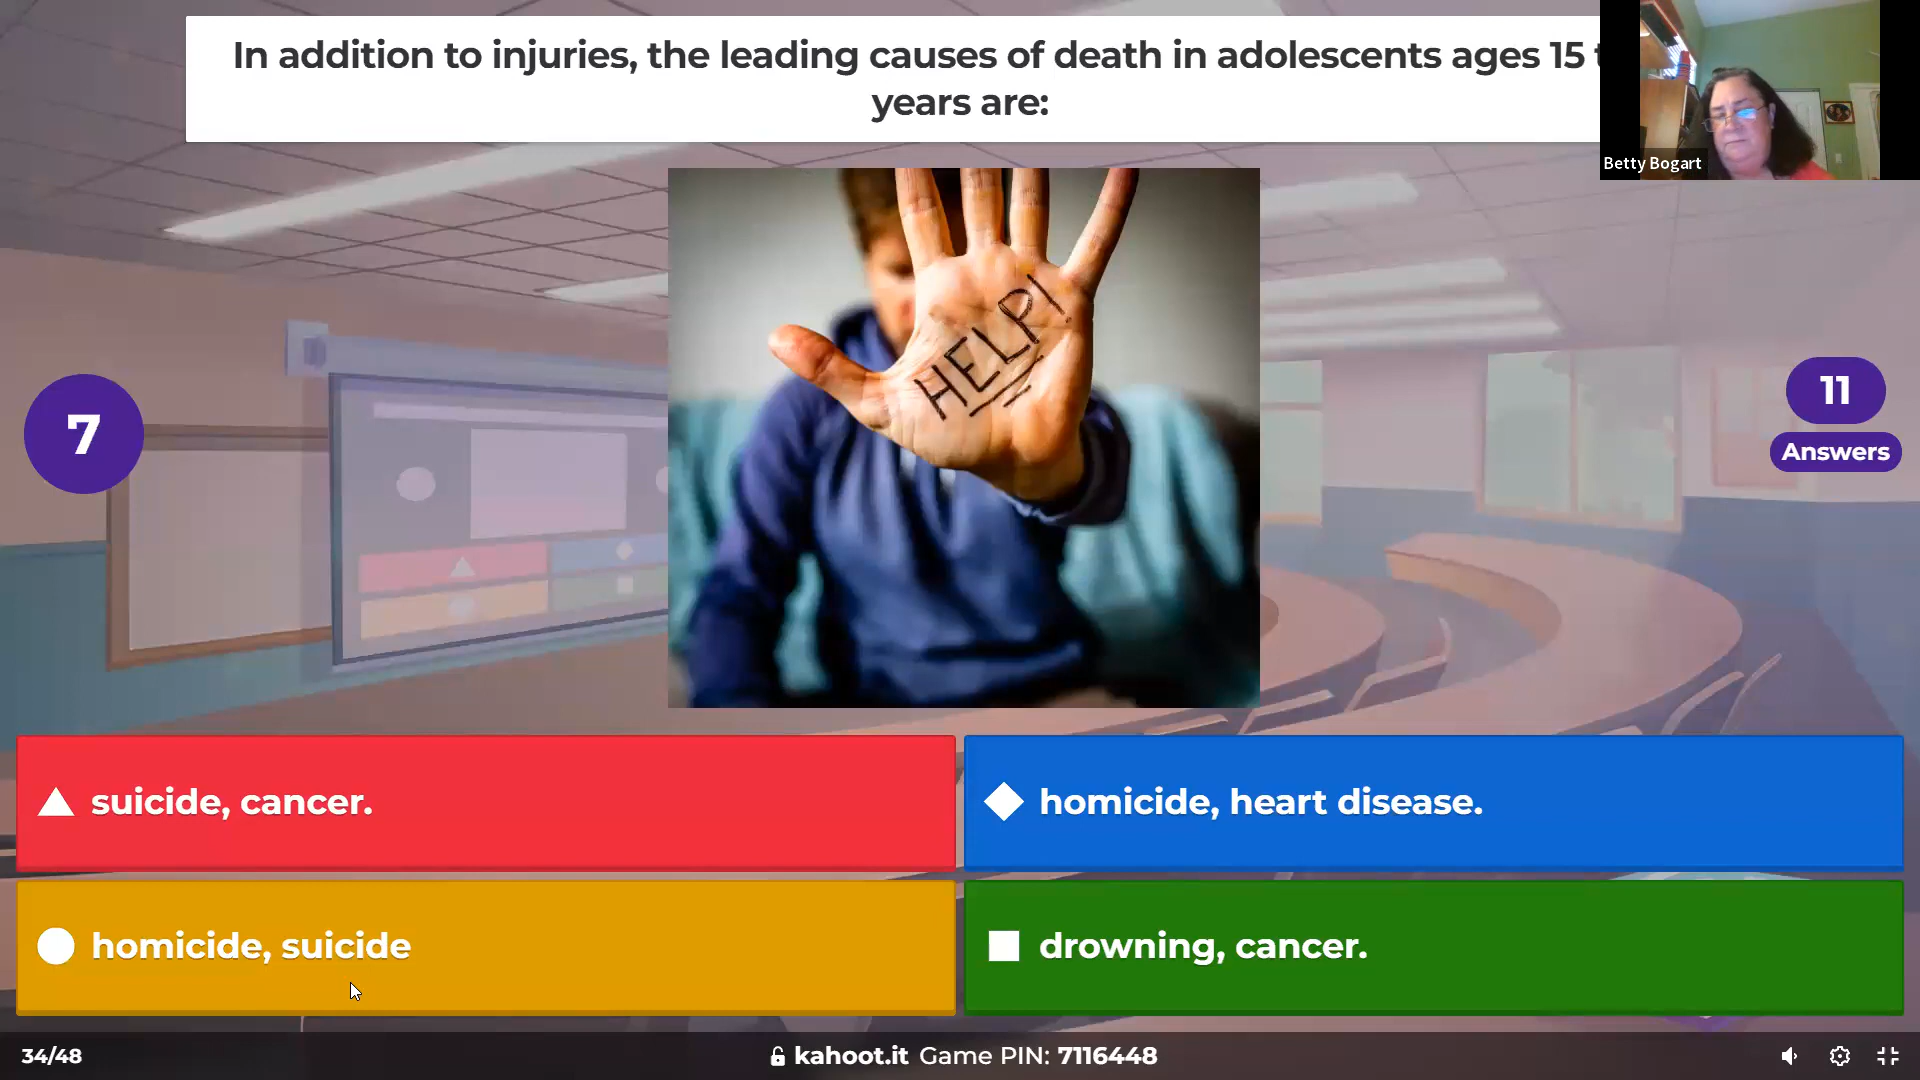 In addition to injuries, the leading causes of death in adolescents ages 15
years are:
Betty Bogart
HELP!
7
11
Answers
suicide, cancer.
homicide, heart disease.
homicide, suicide
drowning, cancer.
34/48
kahoot.it Game PIN: 7116448